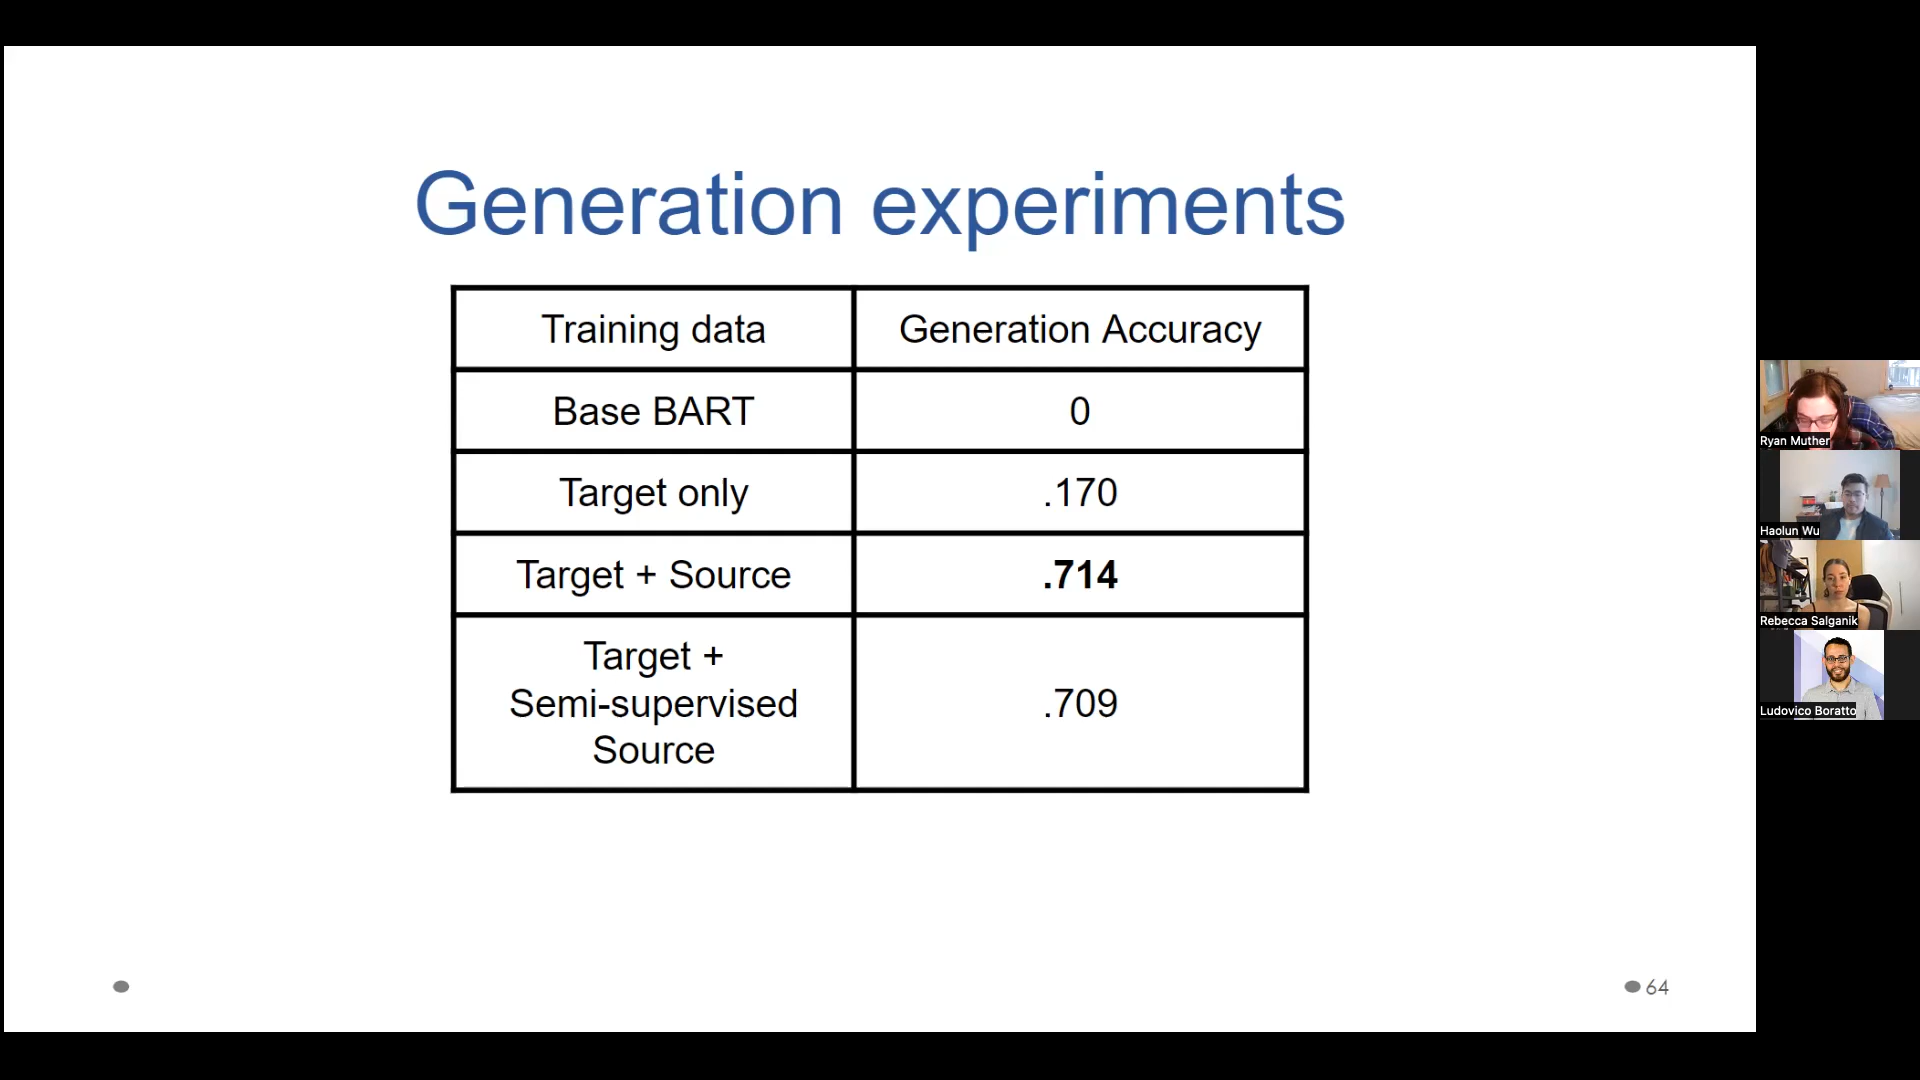 Generation experiments
Training data
Generation Accuracy
Base BART
0
Target only
.170
Target + Source
.714
Target +
Semi-supervised
Source
.709
64
Ryan Muther
Haolun Wu
Rebecca Salganik
Ludovico Boratto